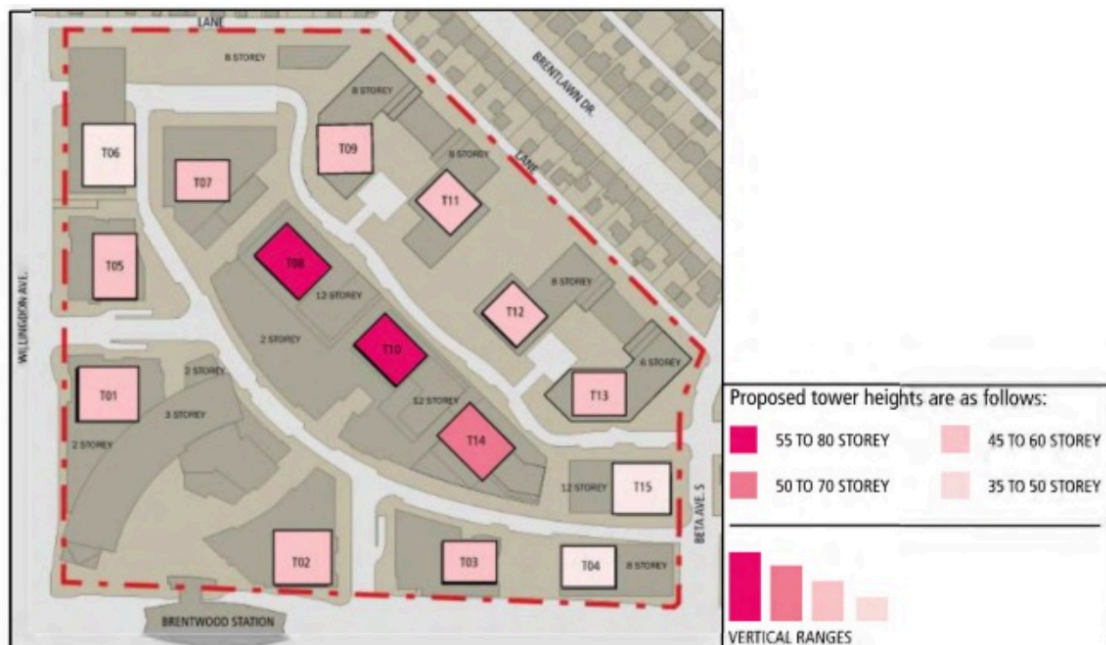 LANE
8 STOREY
BRENTLAWN DR.
8 STOREY
T06
T09
T07
8 STOREY
LANE
T11
T05
T08
8 STOREY
12 STOREY
T12
WILLINGDON AVE.
2 STOREY
T10
6 STOREY
2 STOREY
T01
T13
12 STOREY
3 STOREY
2 STOREY
T14
T15
12 STOREY
BETA AVE. S
T02
T03
T04
8 STOREY
BRENTWOOD STATION
Proposed tower heights are as follows:
55 TO 80 STOREY
45 TO 60 STOREY
50 TO 70 STOREY
35 TO 50 STOREY
VERTICAL RANGES